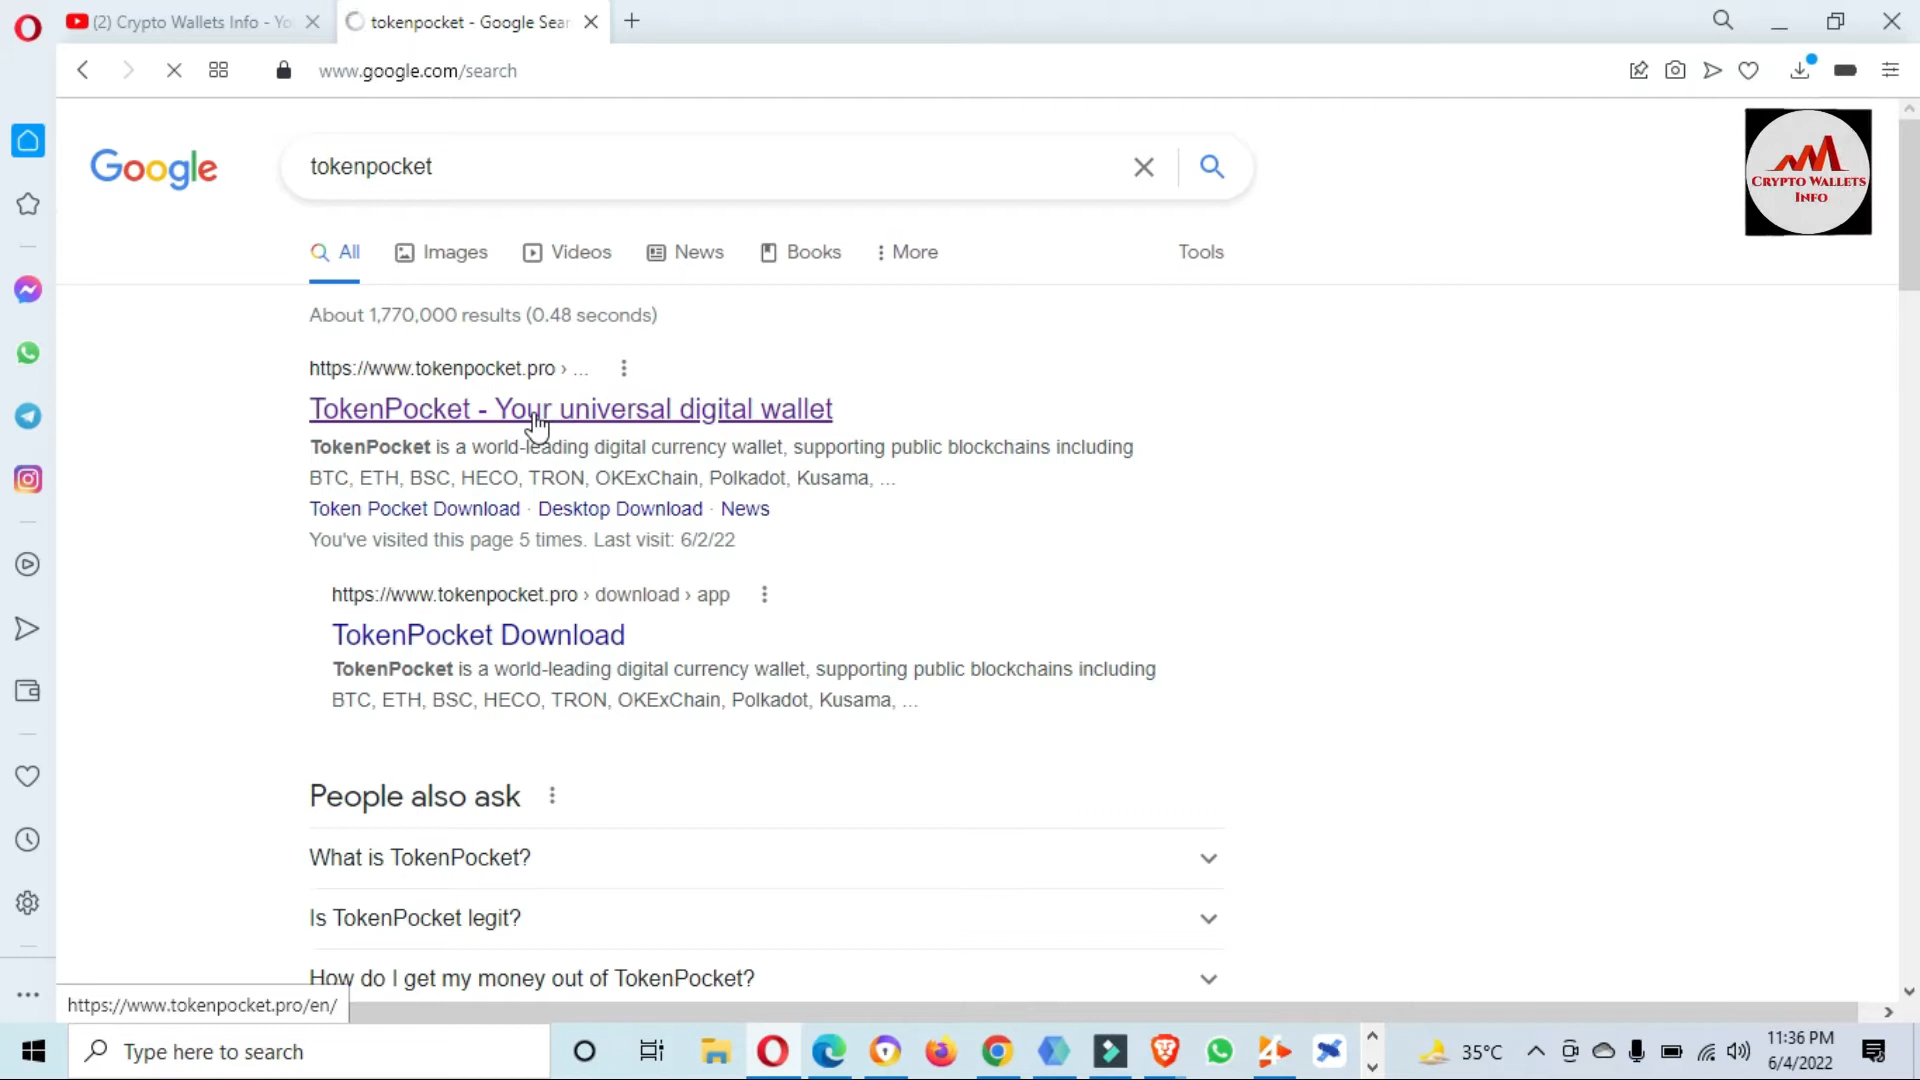 (2) Crypto Wallets Info - Yo
tokenpocket - Google Sear
www.google.com/search
Google
tokenpocket
CRYPTO WALLETS
INFO
All
Images
Videos
News
Books
More
Tools
About 1,770,000 results (0.48 seconds)
https://www.tokenpocket.pro › ...
TokenPocket - Your universal digital wallet
TokenPocket is a world-leading digital currency wallet, supporting public blockchains including
BTC, ETH, BSC, HECO, TRON, OKExChain, Polkadot, Kusama, ...
Token Pocket Download · Desktop Download · News
You've visited this page 5 times. Last visit: 6/2/22
https://www.tokenpocket.pro › download › app
TokenPocket Download
TokenPocket is a world-leading digital currency wallet, supporting public blockchains including
BTC, ETH, BSC, HECO, TRON, OKExChain, Polkadot, Kusama, ...
People also ask
What is TokenPocket?
Is TokenPocket legit?
How do I get my money out of TokenPocket?
https://www.tokenpocket.pro/en/
Type here to search
35°C
11:36 PM
6/4/2022